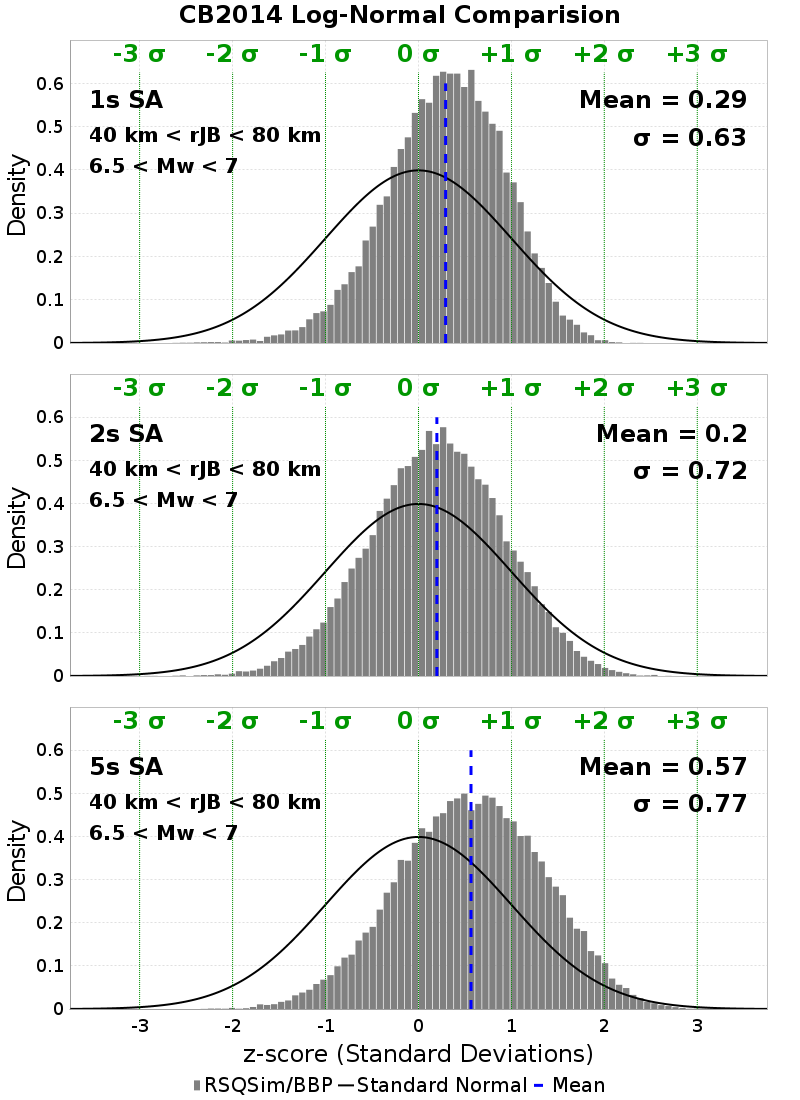 CB2014 Log-Normal Comparision
-3 σ -2 σ -1 σ 0 σ +1 σ +2 σ +3 σ
1s SA
40 km < rJB < 80 km
6.5 < Mw < 7
Mean = 0.29
σ = 0.63
Density
0.6
0.5
0.4
0.3
0.2
0.1
0
-3 σ -2 σ -1 σ 0 σ +1 σ +2 σ +3 σ
2s SA
40 km < rJB < 80 km
6.5 < Mw < 7
Mean = 0.2
σ = 0.72
Density
0.6
0.5
0.4
0.3
0.2
0.1
0
-3 σ -2 σ -1 σ 0 σ +1 σ +2 σ +3 σ
5s SA
40 km < rJB < 80 km
6.5 < Mw < 7
Mean = 0.57
σ = 0.77
Density
0.6
0.5
0.4
0.3
0.2
0.1
0
-3 -2 -1 0 1 2 3
z-score (Standard Deviations)
RSQSim/BBP Standard Normal Mean